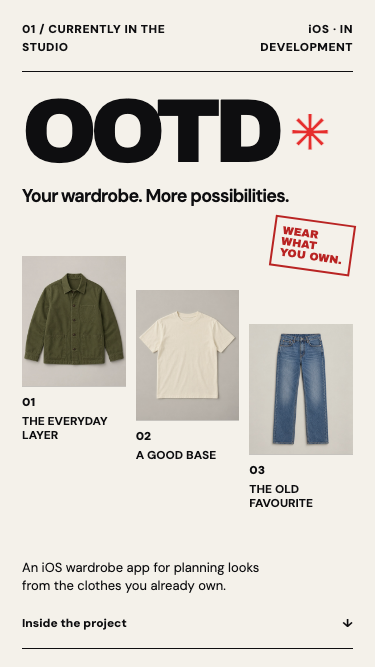 01 / CURRENTLY IN THE
STUDIO
iOS · IN
DEVELOPMENT
OOTD
Your wardrobe. More possibilities.
WEAR
WHAT
YOU OWN.
01
THE EVERYDAY
LAYER
02
A GOOD BASE
03
THE OLD
FAVOURITE
An iOS wardrobe app for planning looks
from the clothes you already own.
Inside the project ↓